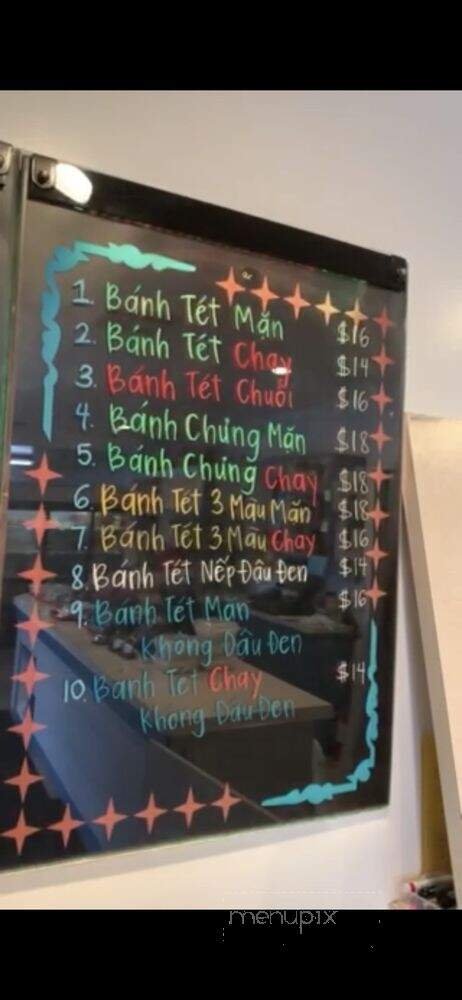 1. Bánh Tét Mặn $16
2. Bánh Tét Chay $14
3. Bánh Tét Chuối $16
4. Bánh Chưng Mặn $18
5. Bánh Chưng Chay $18
6. Bánh Tét 3 Màu Mặn $18
7. Bánh Tét 3 Màu Chay $16
8. Bánh Tét Nếp Đậu Đen $14
9. Bánh Tét Mặn $16
Không Đậu Đen
10. Bánh Tét Chay $14
Không Đậu Đen
menupix